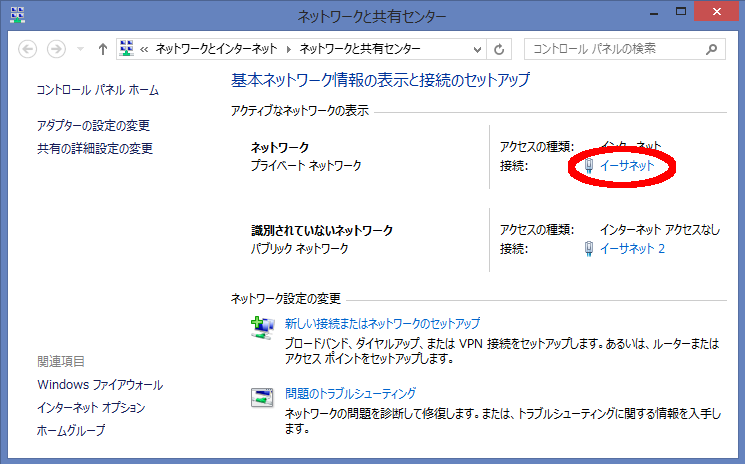 ネットワークと共有センター
« ネットワークとインターネット ネットワークと共有センター
コントロール パネルの検索
コントロール パネル ホーム
アダプターの設定の変更
共有の詳細設定の変更
基本ネットワーク情報の表示と接続のセットアップ
アクティブなネットワークの表示
ネットワーク
プライベート ネットワーク
アクセスの種類: インターネット
接続: イーサネット
識別されていないネットワーク
パブリック ネットワーク
アクセスの種類: インターネット アクセスなし
接続: イーサネット 2
ネットワーク設定の変更
新しい接続またはネットワークのセットアップ
ブロードバンド、ダイヤルアップ、または VPN 接続をセットアップします。あるいは、ルーターまたは
アクセス ポイントをセットアップします。
問題のトラブルシューティング
ネットワークの問題を診断して修復します。または、トラブルシューティングに関する情報を入手しま
す。
関連項目
Windows ファイアウォール
インターネット オプション
ホームグループ